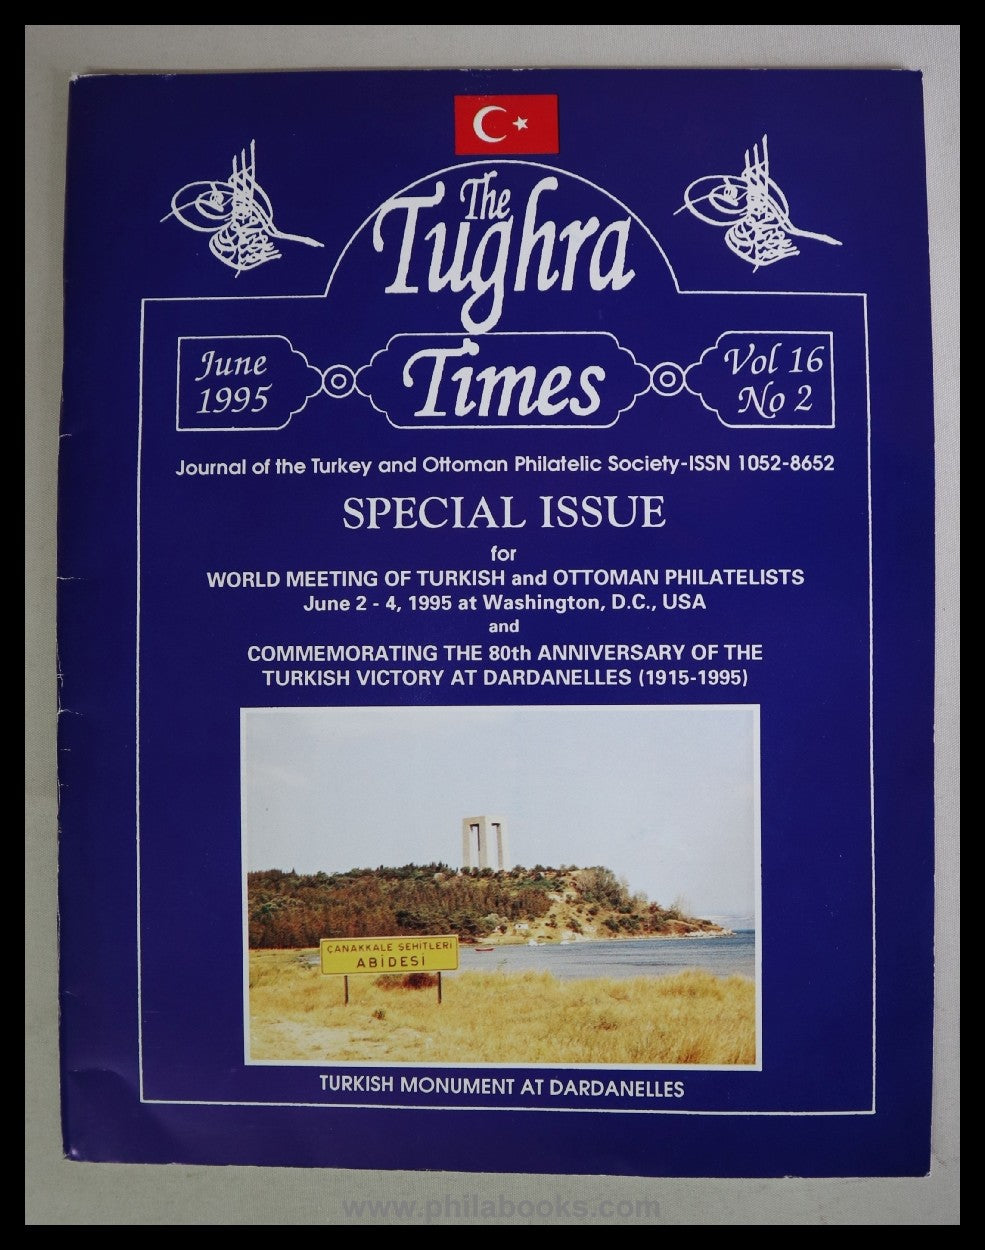 The
Tughra
Times
June
1995
Vol 16
No 2
Journal of the Turkey and Ottoman Philatelic Society-ISSN 1052-8652
SPECIAL ISSUE
for
WORLD MEETING OF TURKISH and OTTOMAN PHILATELISTS
June 2 - 4, 1995 at Washington, D.C., USA
and
COMMEMORATING THE 80th ANNIVERSARY OF THE
TURKISH VICTORY AT DARDANELLES (1915-1995)
ÇANAKKALE ŞEHİTLERİ
ABİDESİ
TURKISH MONUMENT AT DARDANELLES
www.philabooks.com